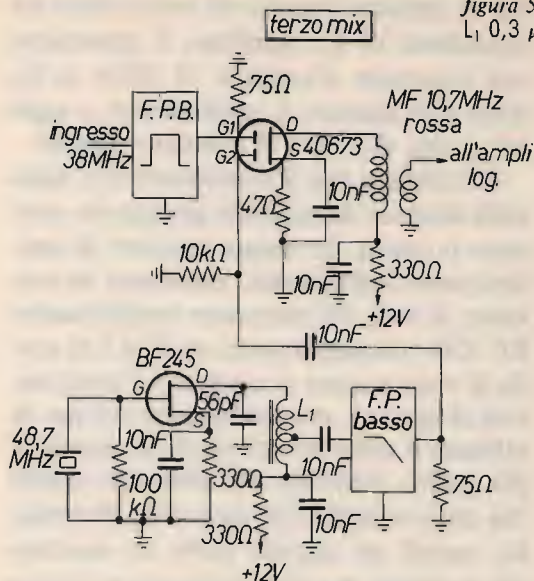 figura 5
L1 0,3 μ
terzo mix
75Ω
F.P.B.
MF 10,7MHz
rossa
ingresso
38MHz
G1
G2
D
S
40673
all'ampli
log.
47Ω
10nF
10kΩ
10nF
330Ω
+12V
10nF
BF245
G
D
S
56pF
L1
F.P.
basso
48,7
MHz
10nF
100
kΩ
330Ω
10nF
75Ω
330Ω
10nF
+12V